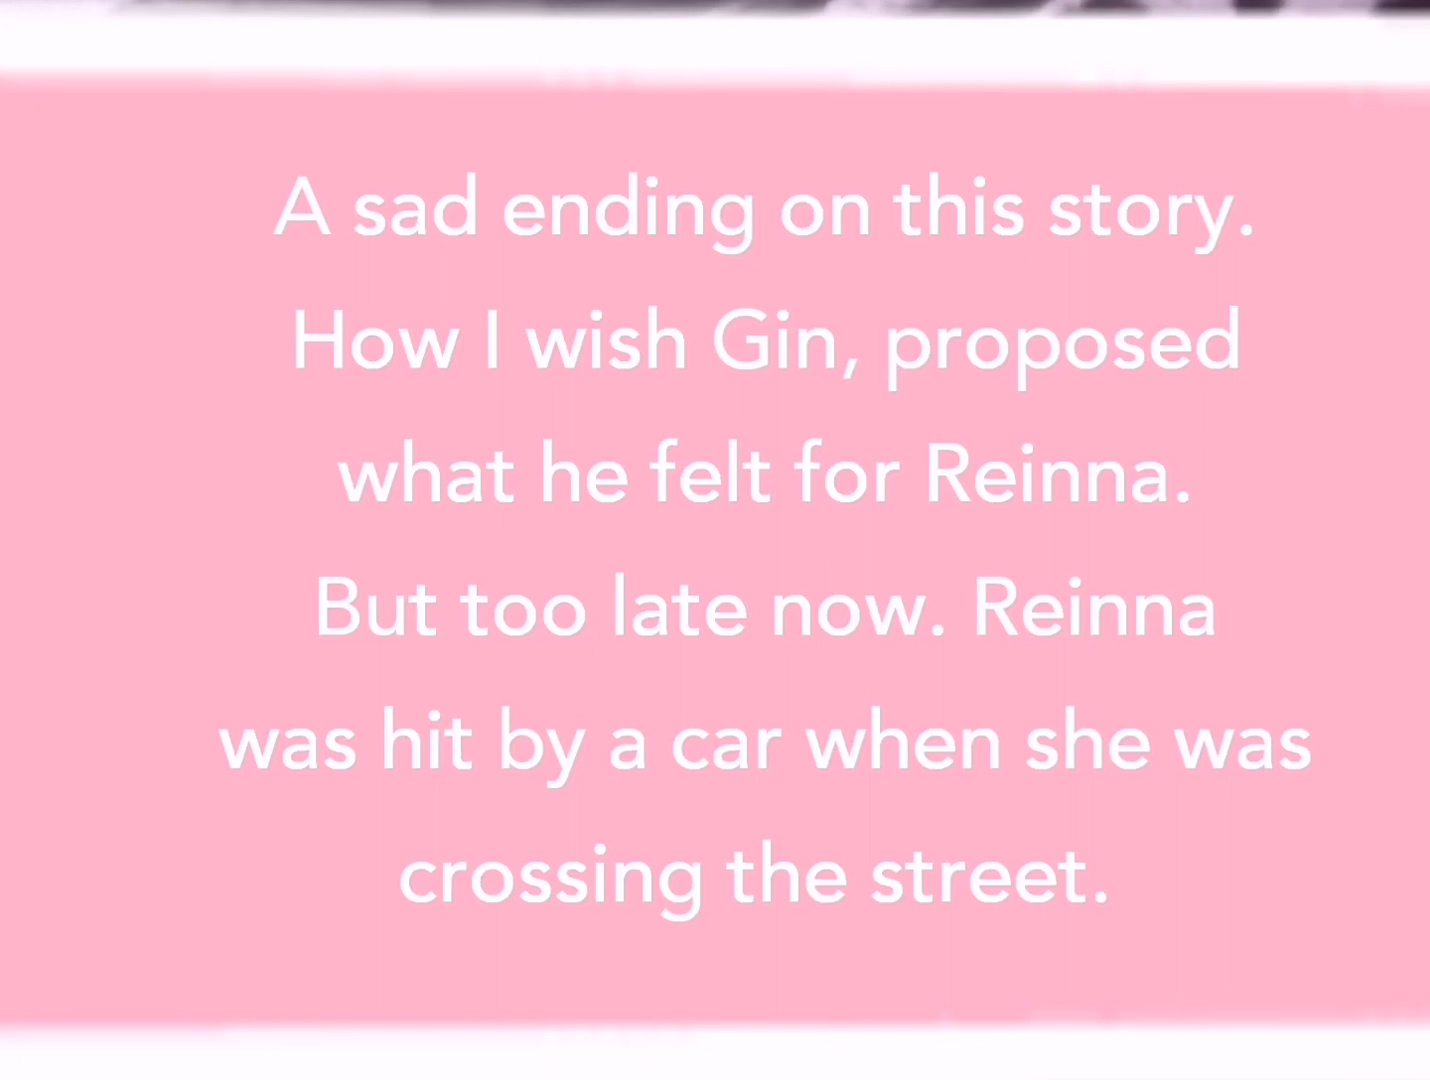 A sad ending on this story.
How I wish Gin, proposed
what he felt for Reinna.
But too late now. Reinna
was hit by a car when she was
crossing the street.